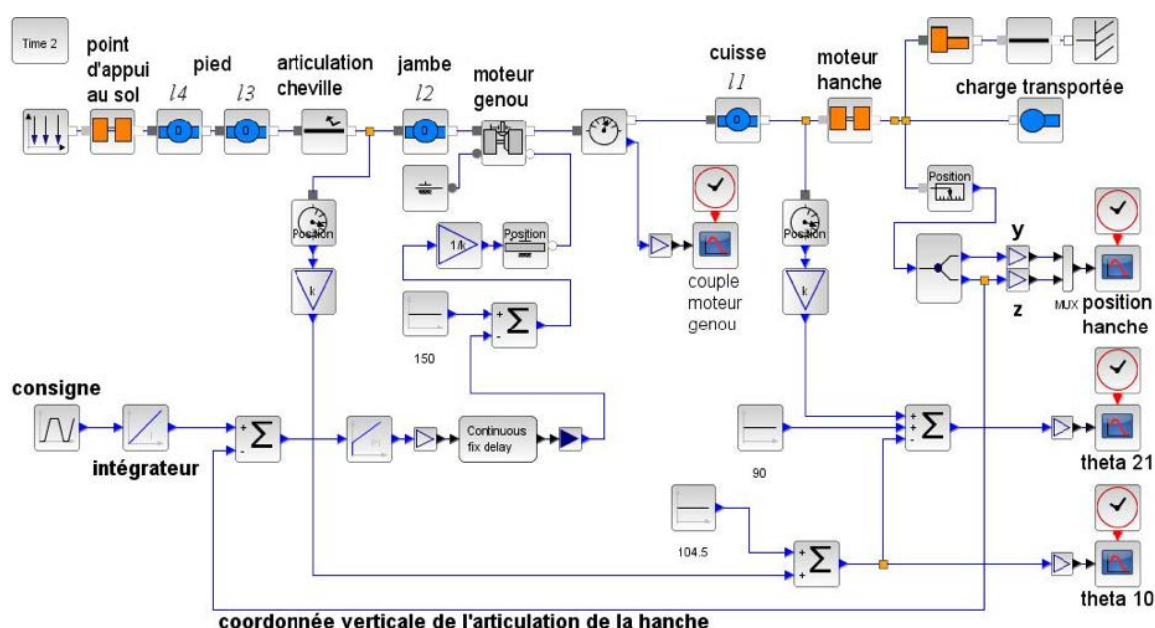 Time 2
point
d'appui
au sol
pied
l4
l3
articulation
cheville
jambe
l2
moteur
genou
cuisse
l1
moteur
hanche
charge transportée
Position
Position
Position
Position
1/k
k
k
couple
moteur
genou
y
z
MUX
position
hanche
150
consigne
intégrateur
Continuous
fix delay
90
theta 21
104.5
theta 10
coordonnée verticale de l'articulation de la hanche